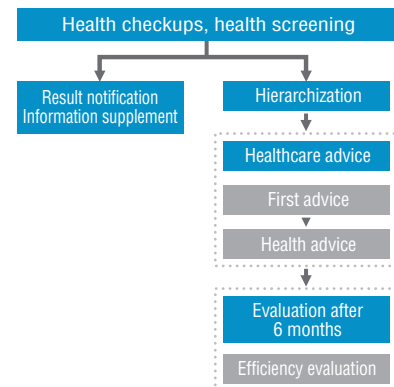 Health checkups, health screening
Result notification
Information supplement
Hierarchization
Healthcare advice
First advice
Health advice
Evaluation after
6 months
Efficiency evaluation